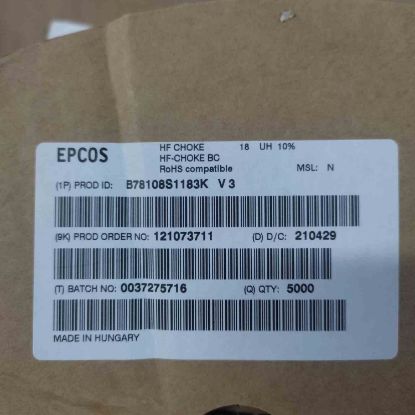 EPCOS
HF CHOKE 18 UH 10%
HF-CHOKE BC
RoHS compatible MSL: N
(1P) PROD ID: B78108S1183K V 3
(9K) PROD ORDER NO: 121073711 (D) D/C: 210429
(T) BATCH NO: 0037275716 (Q) QTY: 5000
MADE IN HUNGARY